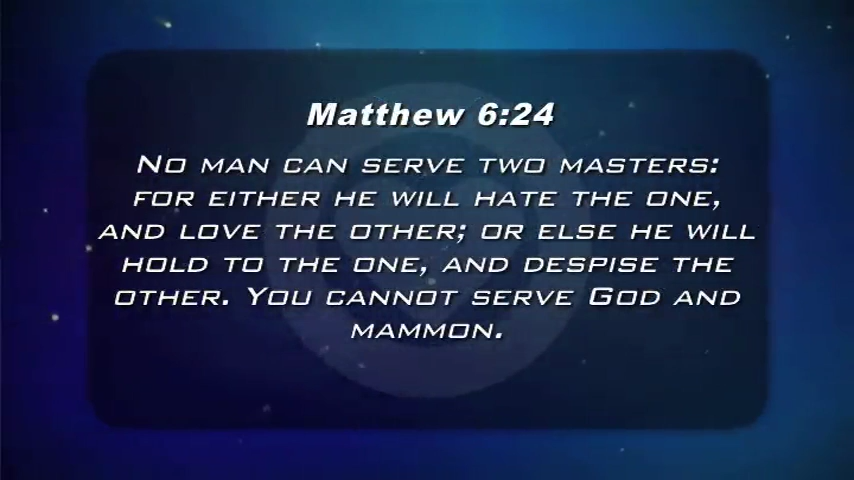 Matthew 6:24
No man can serve two masters:
for either he will hate the one,
and love the other; or else he will
hold to the one, and despise the
other. You cannot serve God and
mammon.